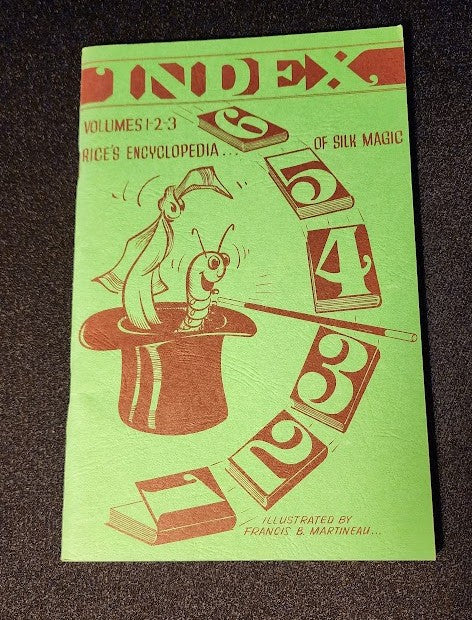 INDEX
VOLUMES 1-2-3
RICE'S ENCYCLOPEDIA . . .
OF SILK MAGIC
6
5
4
3
2
1
ILLUSTRATED BY
FRANCIS B. MARTINEAU...